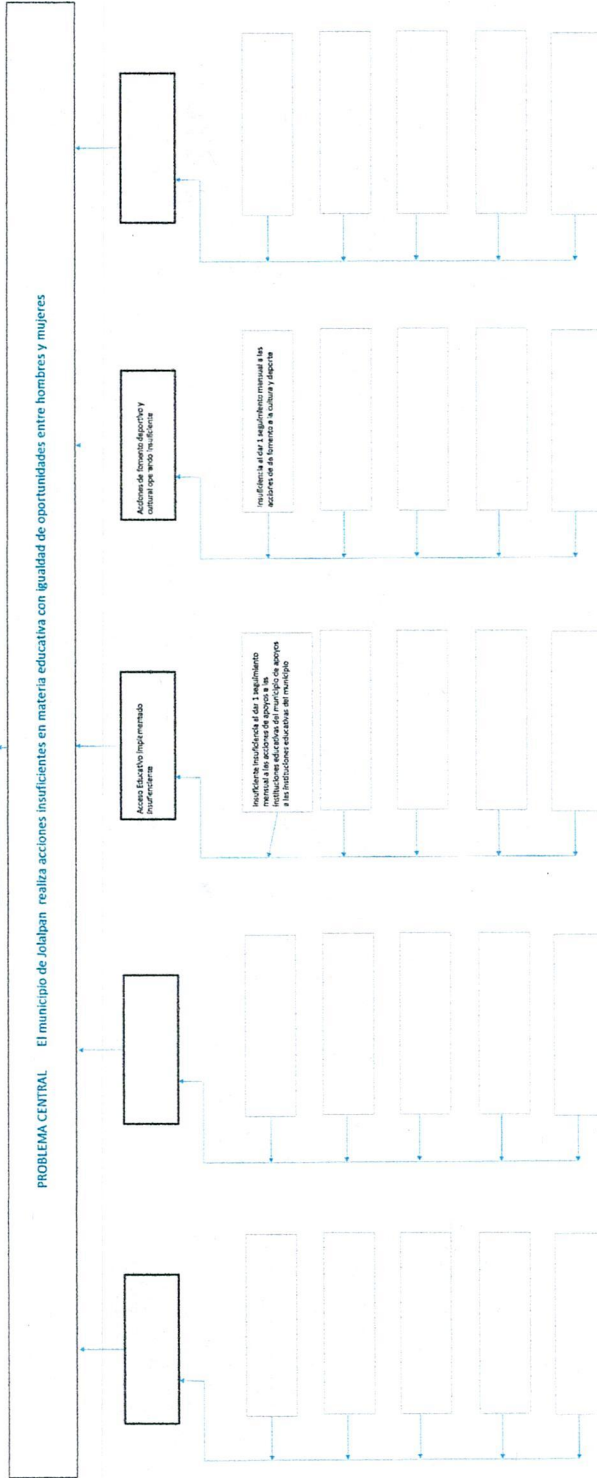 PROBLEMA CENTRAL El municipio de Jolalpan realiza acciones insuficientes en materia educativa con igualdad de oportunidades entre hombres y mujeres
Acceso Educativo Implementado
insufienciente
Acciones de fomento deportivo y
cultural operando insuficiente
Insuficiente insuficiencia al dar 1 seguimiento
mensual a las acciones de apoyos a las
instituciones educativas del municipio de apoyos
a las instituciones educativas del municipio
Insuficiencia al dar 1 seguimiento mensual a las
acciones de de fomento a la cultura y deporte